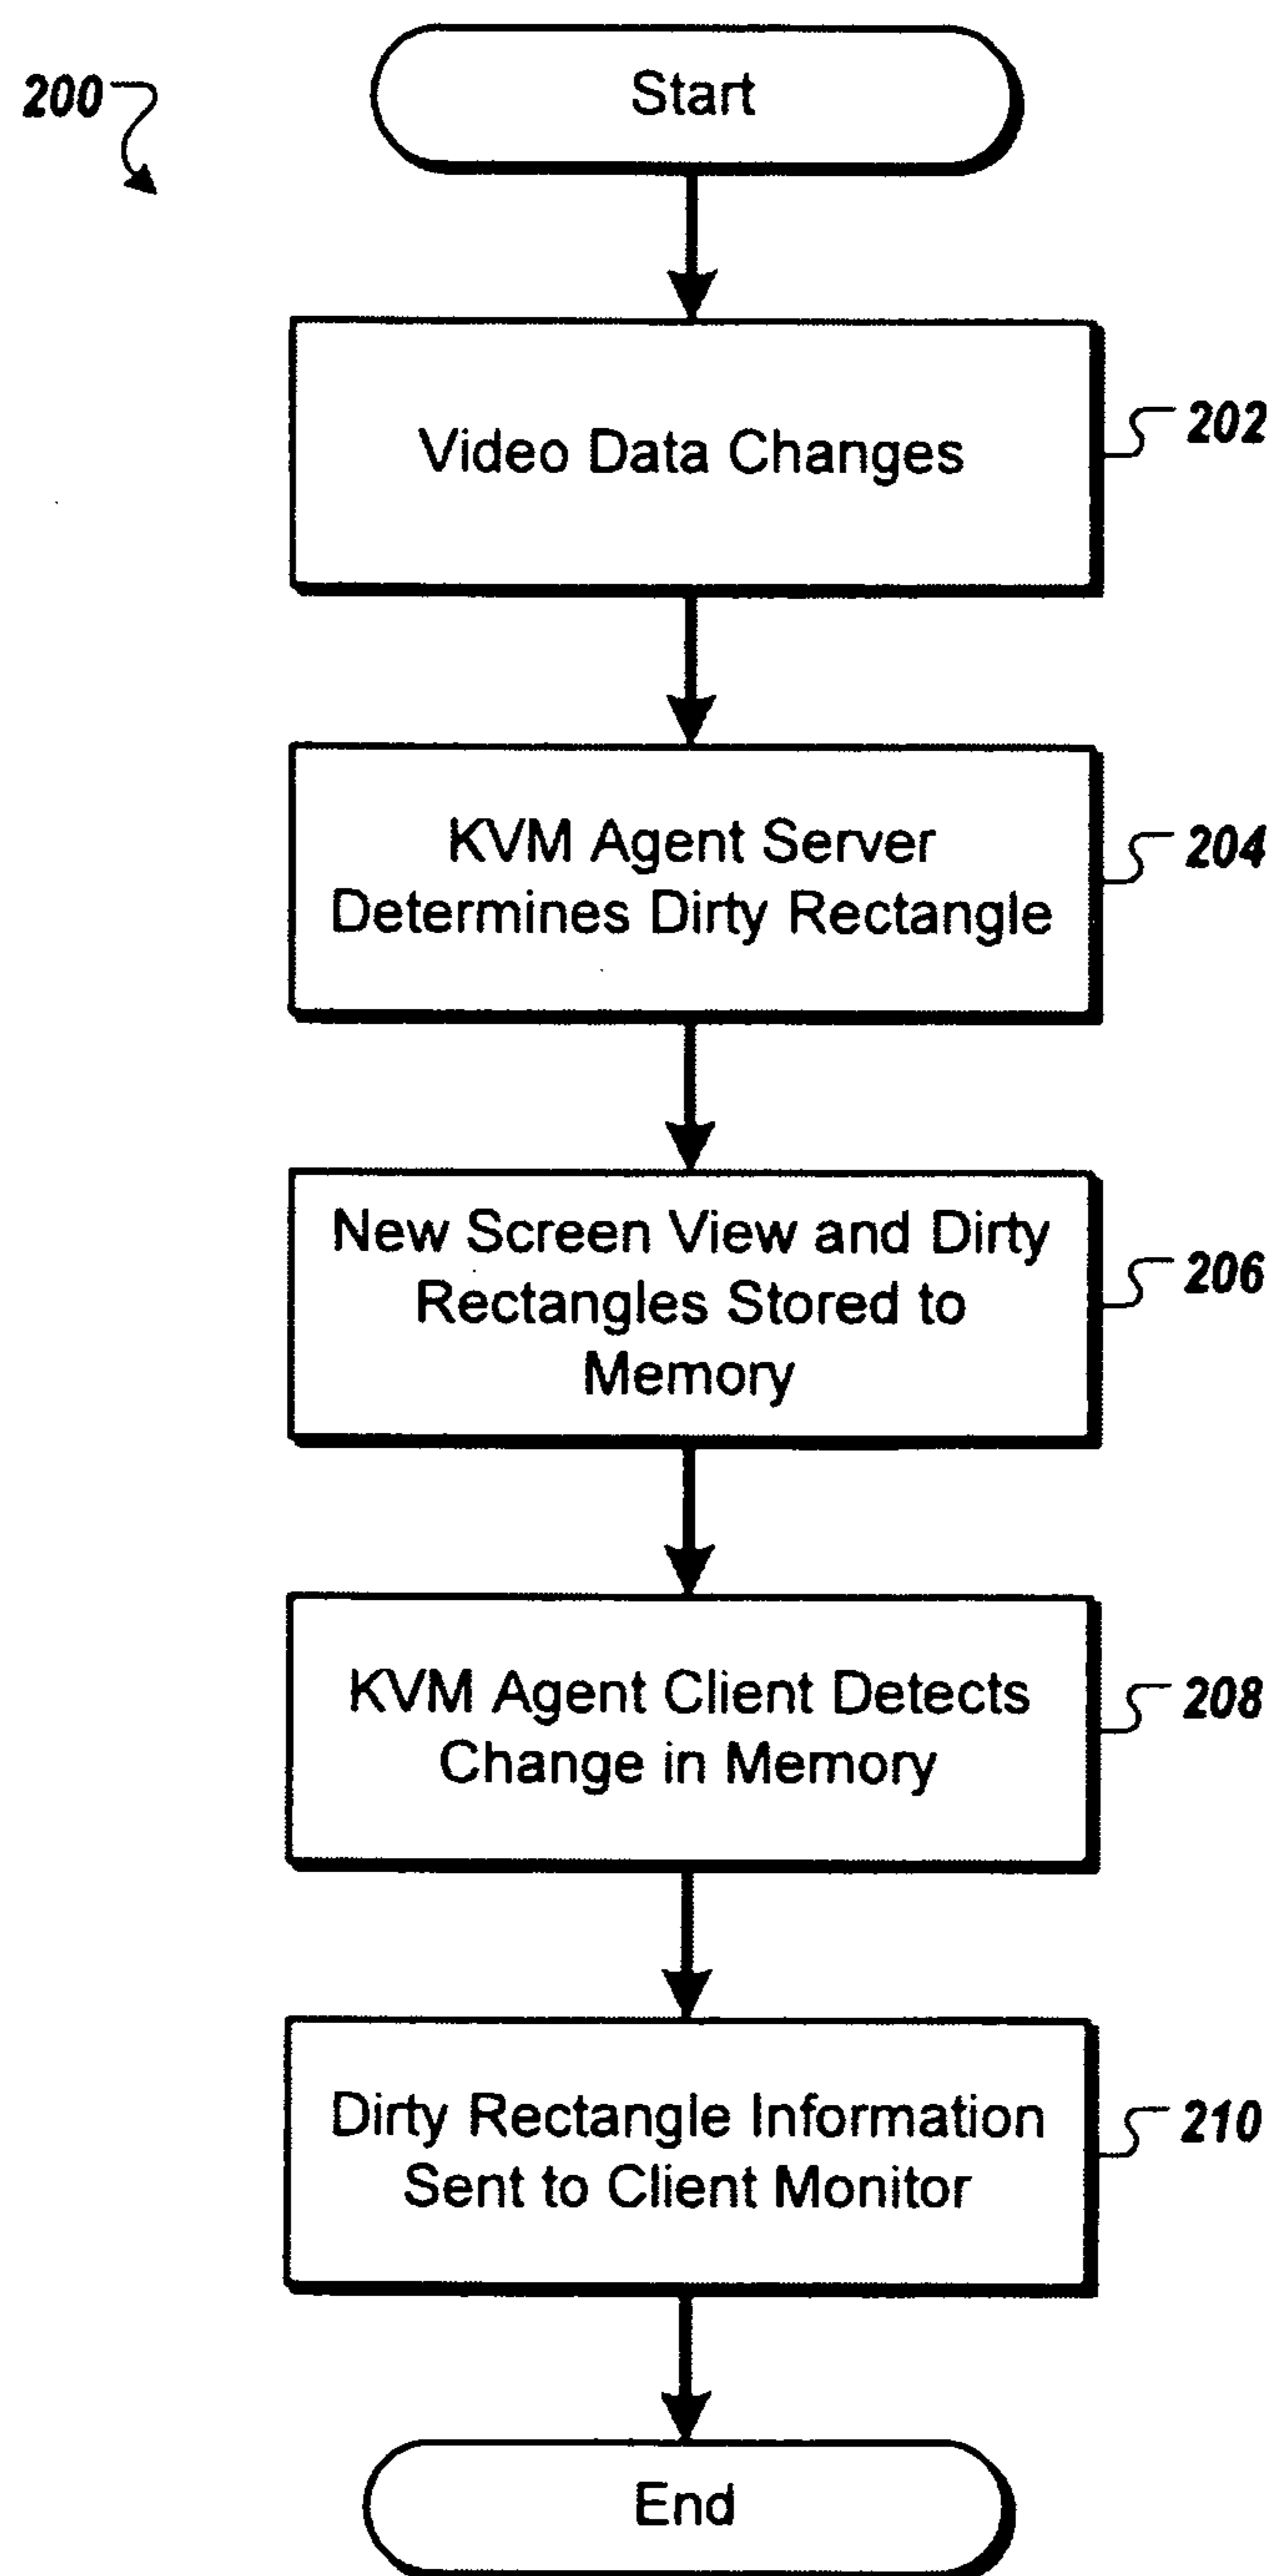 200
Start
Video Data Changes
202
KVM Agent Server
Determines Dirty Rectangle
204
New Screen View and Dirty
Rectangles Stored to
Memory
206
KVM Agent Client Detects
Change in Memory
208
Dirty Rectangle Information
Sent to Client Monitor
210
End